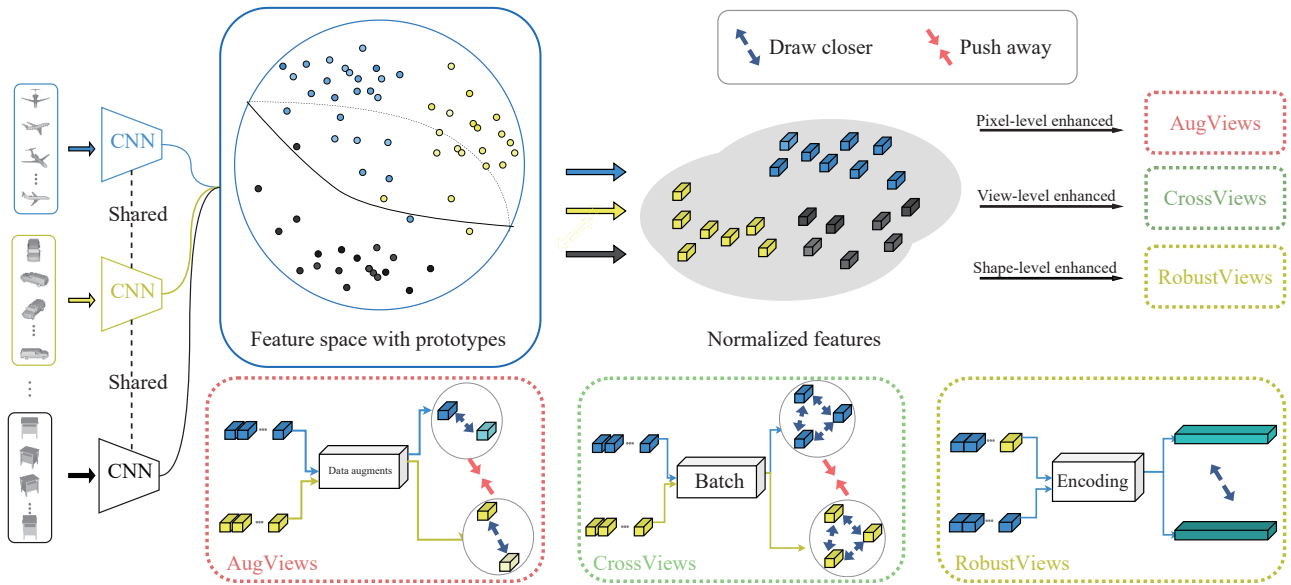 CNN
Shared
CNN
Shared
CNN
Feature space with prototypes
Draw closer
Push away
Normalized features
Pixel-level enhanced
AugViews
View-level enhanced
CrossViews
Shape-level enhanced
RobustViews
Data augments
AugViews
Batch
CrossViews
Encoding
RobustViews